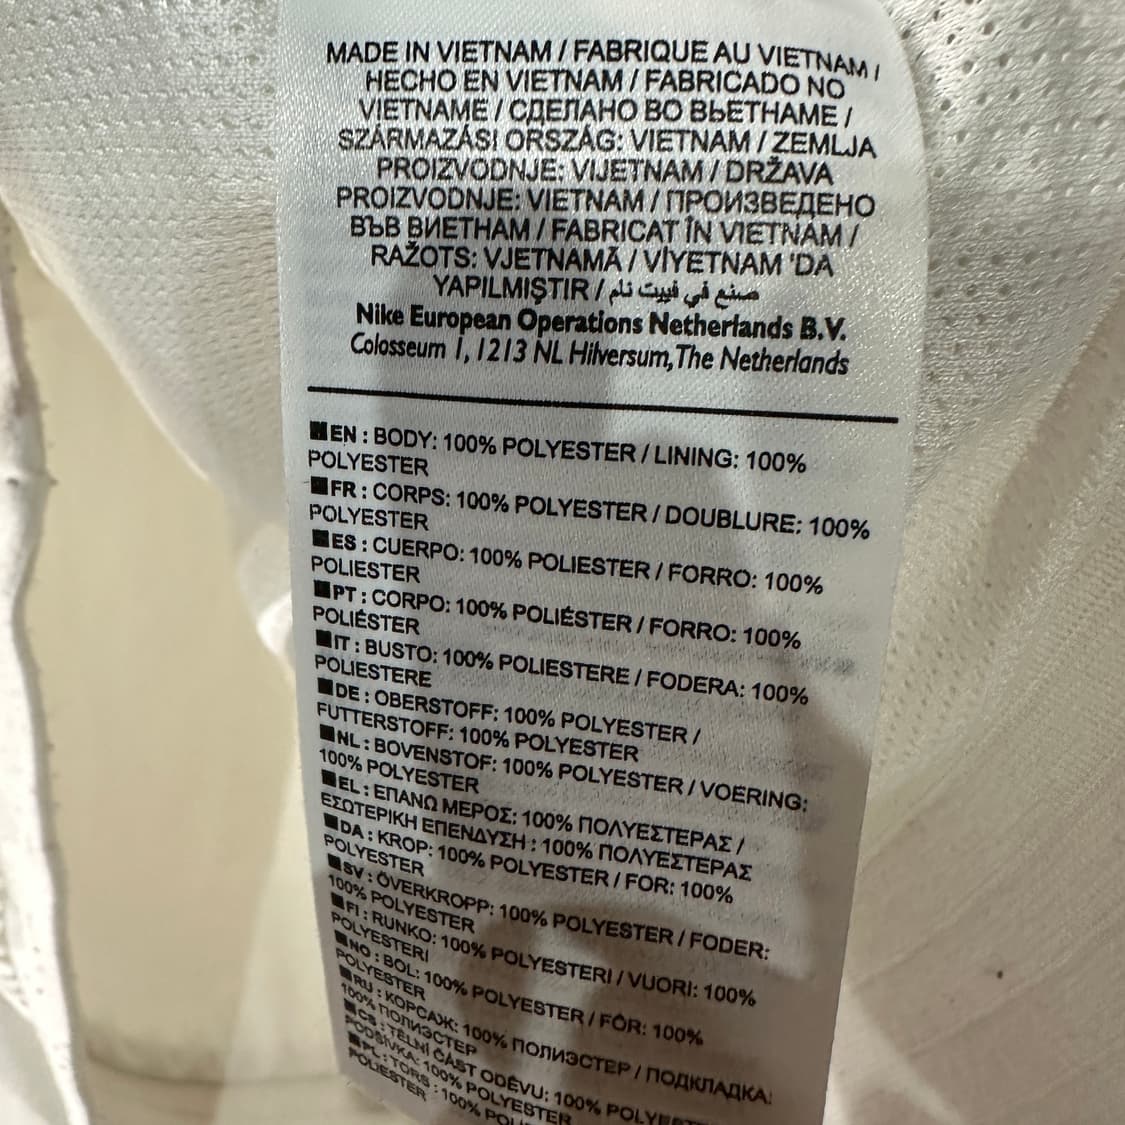 MADE IN VIETNAM / FABRIQUE AU VIETNAM /
HECHO EN VIETNAM / FABRICADO NO
VIETNAME / СДЕЛАНО ВО ВЬЕТНАМЕ /
SZÁRMAZÁSI ORSZÁG: VIETNAM / ZEMLJA
PROIZVODNJE: VIJETNAM / DRŽAVA
PROIZVODNJE: VIETNAM / ПРОИЗВЕДЕНО
ВЪВ ВИЕТНАМ / FABRICAT ÎN VIETNAM /
RAŽOTS: VJETNAMĀ / VİYETNAM 'DA
YAPILMIŞTIR / صنع في فييت نام
Nike European Operations Netherlands B.V.
Colosseum 1, 1213 NL Hilversum, The Netherlands
■EN : BODY: 100% POLYESTER / LINING: 100%
POLYESTER
■FR : CORPS: 100% POLYESTER / DOUBLURE: 100%
POLYESTER
■ES : CUERPO: 100% POLIESTER / FORRO: 100%
POLIESTER
■PT : CORPO: 100% POLIÉSTER / FORRO: 100%
POLIÉSTER
■IT : BUSTO: 100% POLIESTERE / FODERA: 100%
POLIESTERE
■DE : OBERSTOFF: 100% POLYESTER /
FUTTERSTOFF: 100% POLYESTER
■NL : BOVENSTOF: 100% POLYESTER / VOERING:
100% POLYESTER
■EL : ΕΠΑΝΩ ΜΕΡΟΣ: 100% ΠΟΛΥΕΣΤΕΡΑΣ /
ΕΣΩΤΕΡΙΚΗ ΕΠΕΝΔΥΣΗ : 100% ΠΟΛΥΕΣΤΕΡΑΣ
■DA : KROP: 100% POLYESTER / FOR: 100%
POLYESTER
■SV : ÖVERKROPP: 100% POLYESTER / FODER:
100% POLYESTER
■FI : RUNKO: 100% POLYESTERI / VUORI: 100%
POLYESTERI
■NO : BOL: 100% POLYESTER / FÔR: 100%
POLYESTER
■RU : КОРСАЖ: 100% ПОЛИЭСТЕР / ПОДКЛАДКА:
100% ПОЛИЭСТЕР
■CS : TĚLNÍ ČÁST ODĚVU: 100% POLYESTER
PODŠÍVKA: 100% POLYESTER
■PL : TORS : 100%
POLIESTER